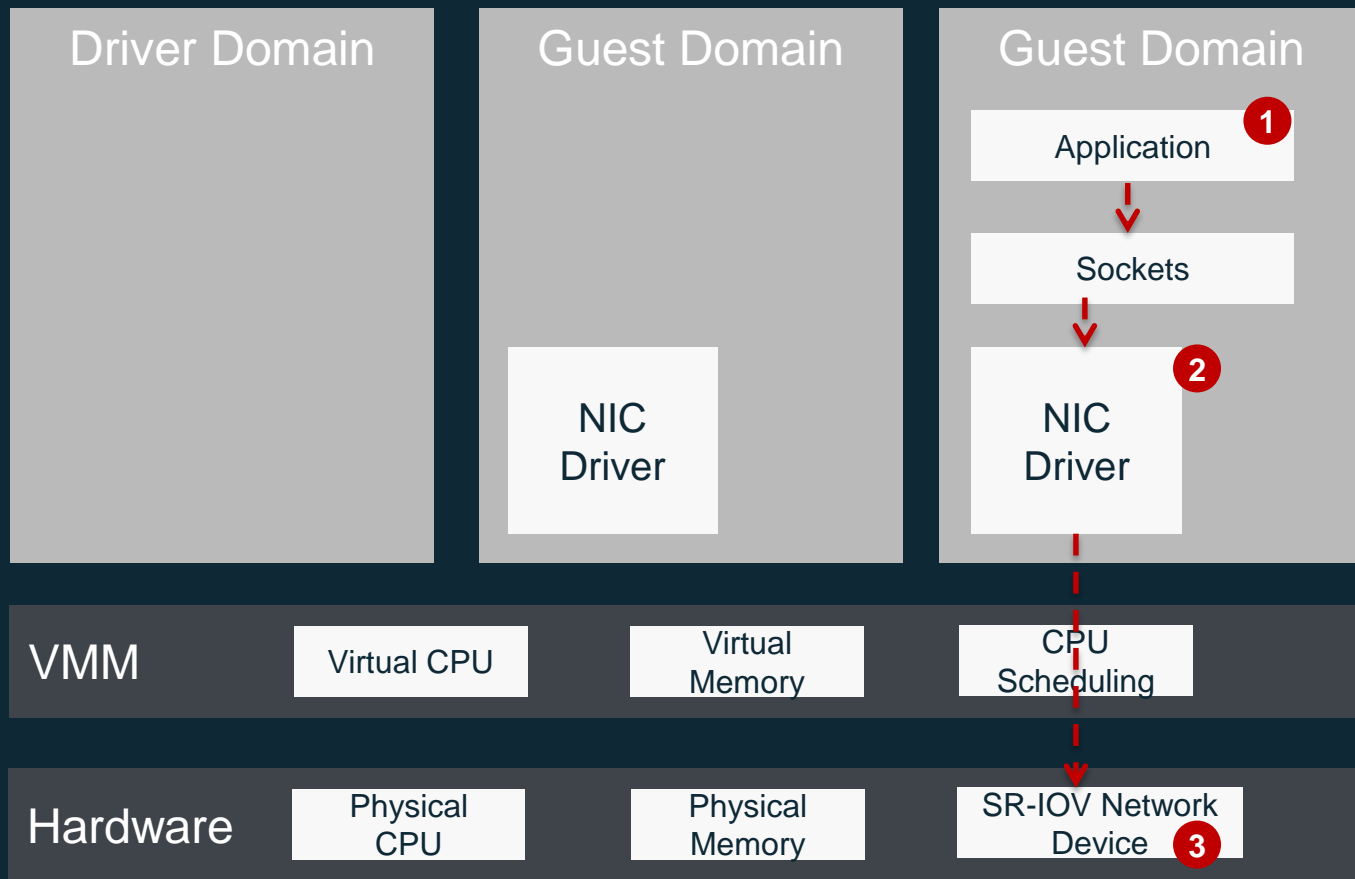 Driver Domain
Guest Domain
Guest Domain
Application
1
Sockets
NIC
Driver
NIC
Driver
2
VMM
Virtual CPU
Virtual
Memory
CPU
Scheduling
Hardware
Physical
CPU
Physical
Memory
SR-IOV Network
Device
3